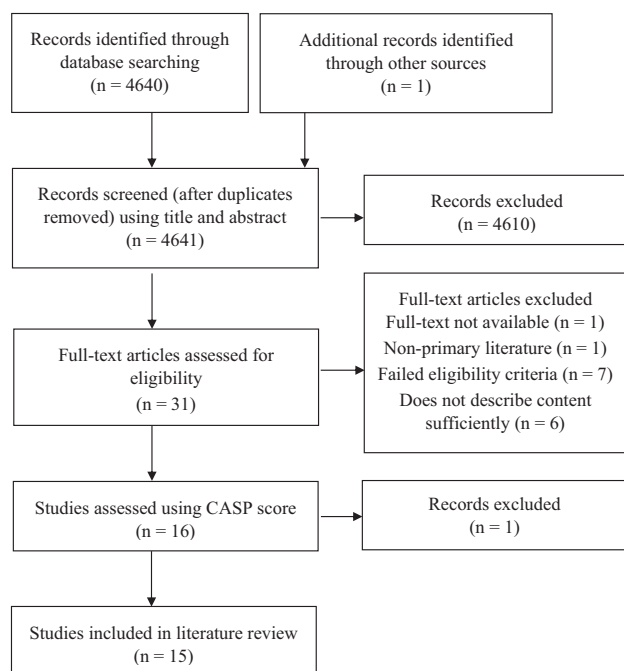 Records identified through
database searching
(n = 4640)
Additional records identified
through other sources
(n = 1)
Records screened (after duplicates
removed) using title and abstract
(n = 4641)
Records excluded
(n = 4610)
Full-text articles assessed for
eligibility
(n = 31)
Full-text articles excluded
Full-text not available (n = 1)
Non-primary literature (n = 1)
Failed eligibility criteria (n = 7)
Does not describe content
sufficiently (n = 6)
Studies assessed using CASP score
(n = 16)
Records excluded
(n = 1)
Studies included in literature review
(n = 15)